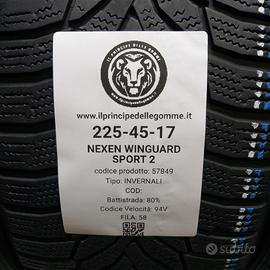 IL PRINCIPE DELLE GOMME
www.ilprincipedellegomme.it
225-45-17
NEXEN WINGUARD
SPORT 2
codice prodotto: 57849
Tipo: INVERNALI
COD:
Battistrada: 80%
Codice Velocità: 94V
FILA: 58
subito